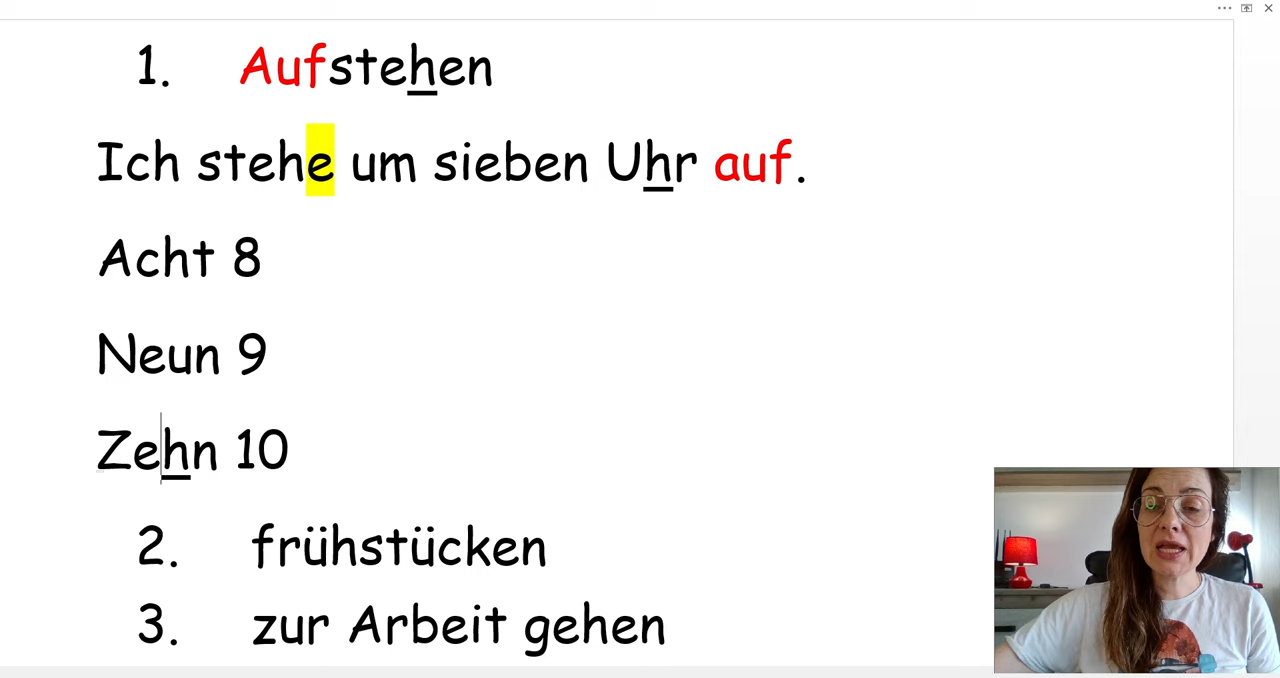 1. Aufstehen
Ich stehe um sieben Uhr auf.
Acht 8
Neun 9
Zehn 10
2. frühstücken
3. zur Arbeit gehen